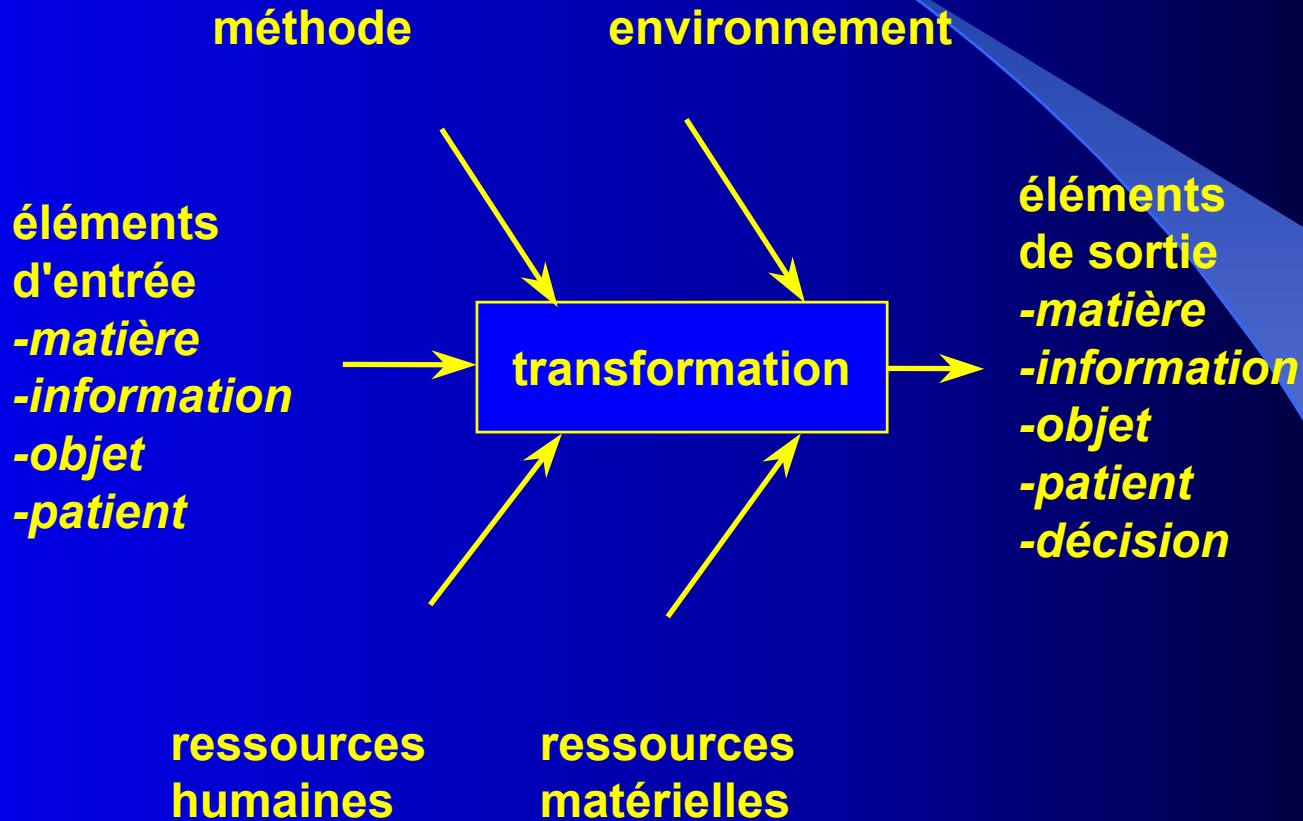 méthode
environnement
éléments
d'entrée
-matière
-information
-objet
-patient
transformation
éléments
de sortie
-matière
-information
-objet
-patient
-décision
ressources
humaines
ressources
matérielles